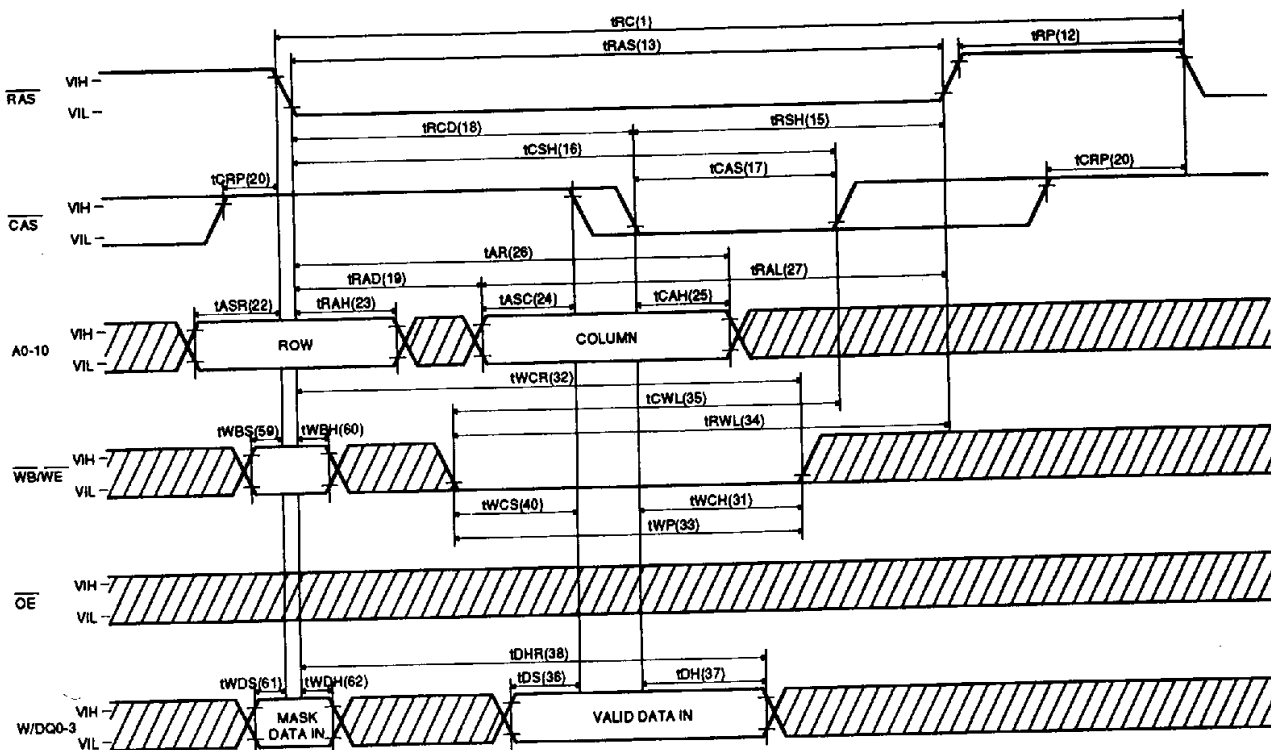 tRC(1)
tRAS(13)
tRP(12)
RAS
VIH
VIL
tRCD(18)
tRSH(15)
tCSH(16)
tCRP(20)
tCAS(17)
tCRP(20)
CAS
VIH
VIL
tAR(26)
tRAD(19)
tRAL(27)
tASR(22)
tRAH(23)
tASC(24)
tCAH(25)
A0-10
VIH
VIL
ROW
COLUMN
tWCR(32)
tCWL(35)
tRWL(34)
tWBS(59)
tWBH(60)
WB/WE
VIH
VIL
tWCS(40)
tWCH(31)
tWP(33)
OE
VIH
VIL
tDHR(38)
tWDS(61)
tWDH(62)
tDS(36)
tDH(37)
W/DQ0-3
VIH
VIL
MASK
DATA IN
VALID DATA IN